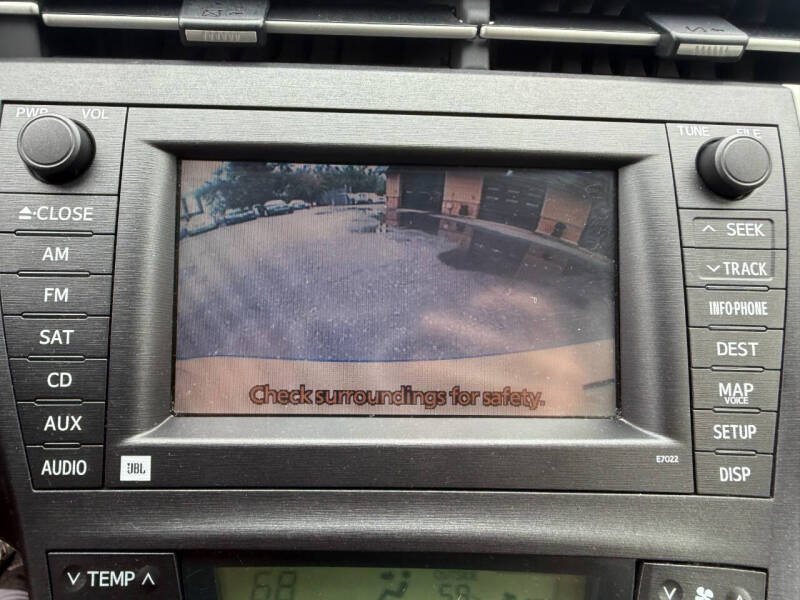 PWR VOL
TUNE FILE
⏏·CLOSE
AM
FM
SAT
CD
AUX
AUDIO
Check surroundings for safety.
JBL
E7022
∧ SEEK
∨ TRACK
INFO·PHONE
DEST
MAP
VOICE
SETUP
DISP
∨ TEMP ∧
68